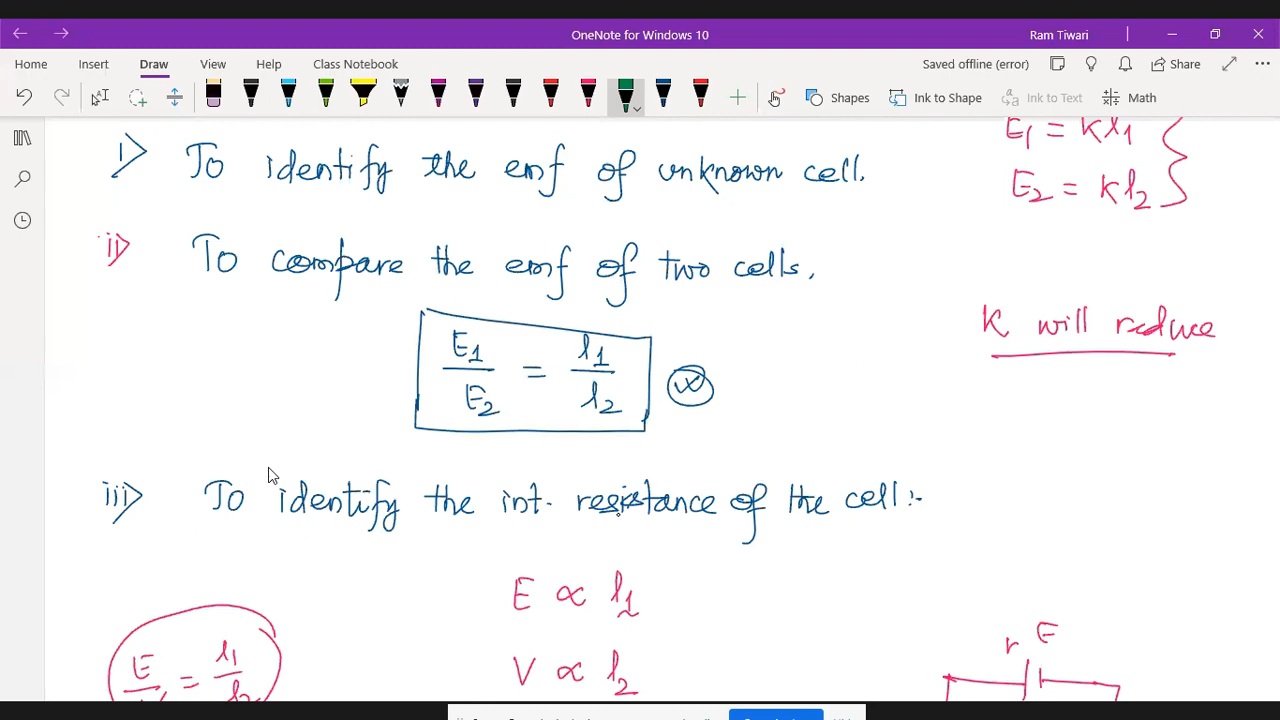 OneNote for Windows 10
Ram Tiwari
Home Insert Draw View Help Class Notebook
Saved offline (error) Share
Shapes Ink to Shape Ink to Text Math
i) To identify the emf of unknown cell.
E1 = Kl1
E2 = Kl2
ii) To compare the emf of two cells.
K will reduce
E1/E2 = l1/l2
iii) To identify the int. resistance of the cell:-
E ∝ l1
V ∝ l2
E = l1/l2
r E